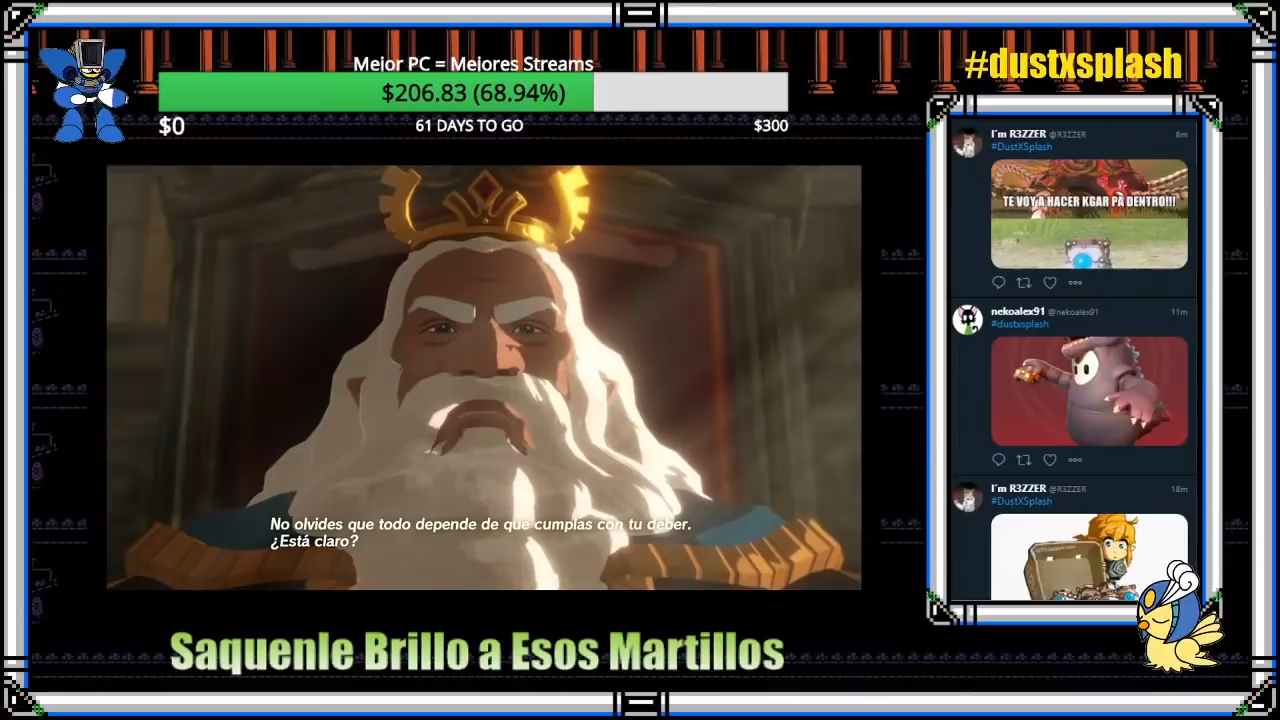 Mejor PC = Mejores Streams
$206.83 (68.94%)
$0
61 DAYS TO GO
$300
No olvides que todo depende de que cumplas con tu deber.
¿Está claro?
Saquenle Brillo a Esos Martillos
#dustxsplash
I´m R3ZZER @R3ZZER 8m
#DustXSplash
TE VOY A HACER KGAR PA DENTRO!!!
nekoalex91 @nekoalex91 11m
#dustxsplash
I´m R3ZZER @R3ZZER 18m
#DustXSplash